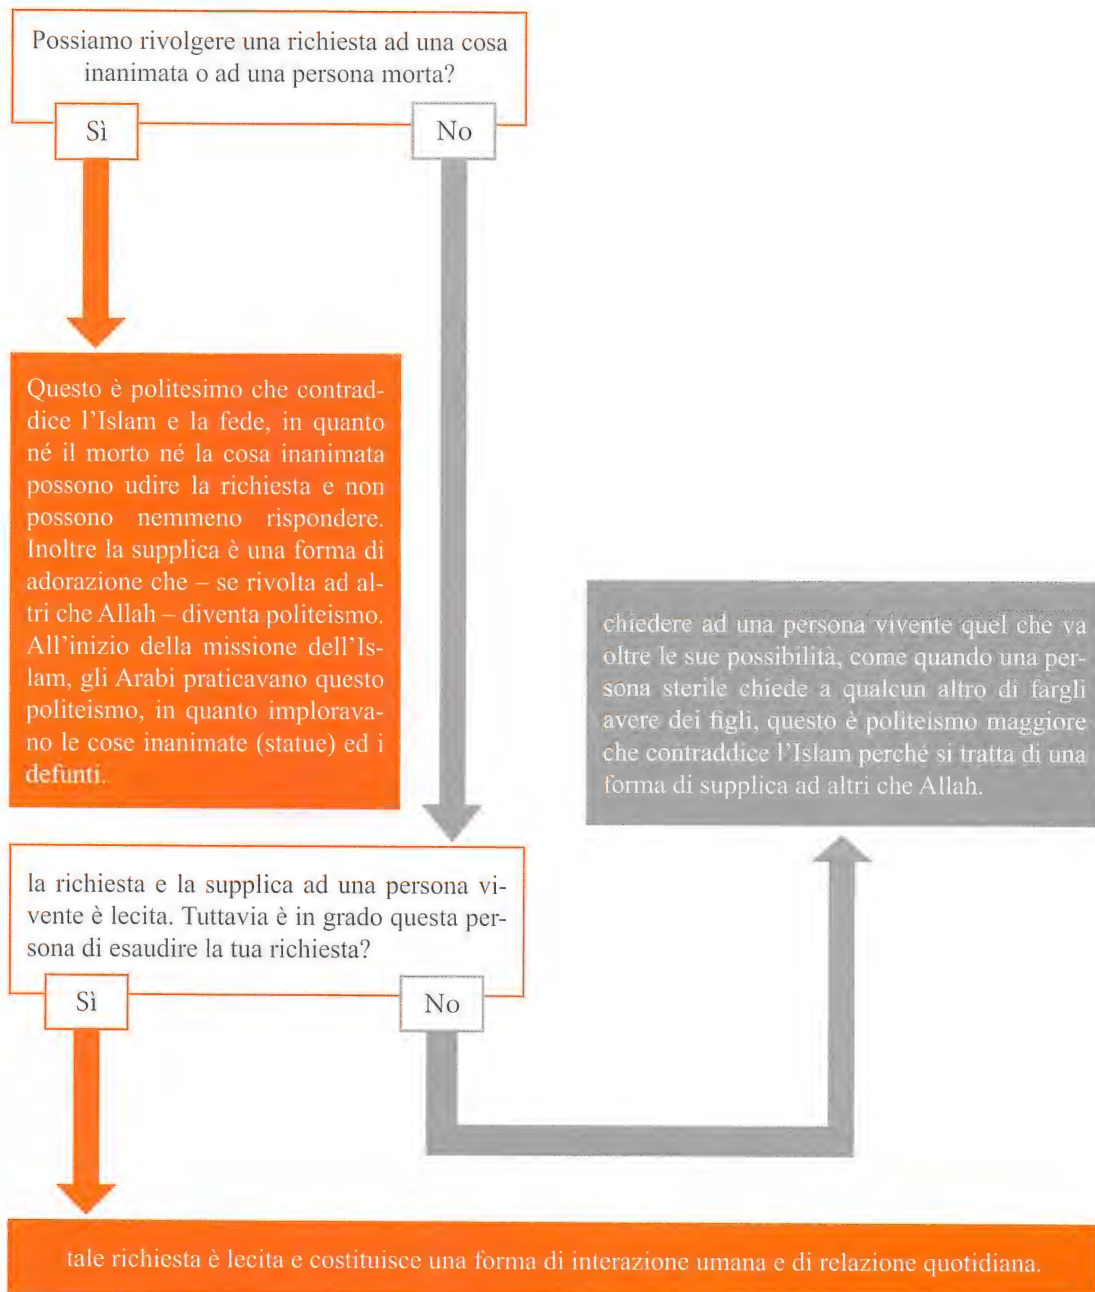 Possiamo rivolgere una richiesta ad una cosa
inanimata o ad una persona morta?
Sì
No
Questo è politesimo che contrad-
dice l'Islam e la fede, in quanto
né il morto né la cosa inanimata
possono udire la richiesta e non
possono nemmeno rispondere.
Inoltre la supplica è una forma di
adorazione che – se rivolta ad al-
tri che Allah – diventa politeismo.
All'inizio della missione dell'Is-
lam, gli Arabi praticavano questo
politeismo, in quanto imploravа-
no le cose inanimate (statue) ed i
defunti.
chiedere ad una persona vivente quel che va
oltre le sue possibilità, come quando una per-
sona sterile chiede a qualcun altro di fargli
avere dei figli, questo è politeismo maggiore
che contraddice l'Islam perché si tratta di una
forma di supplica ad altri che Allah.
la richiesta e la supplica ad una persona vi-
vente è lecita. Tuttavia è in grado questa per-
sona di esaudire la tua richiesta?
Sì
No
tale richiesta è lecita e costituisce una forma di interazione umana e di relazione quotidiana.